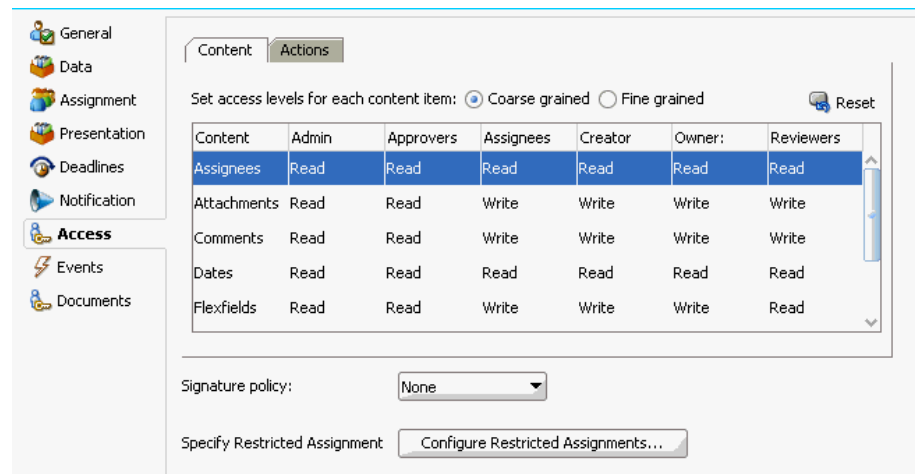 General
Data
Assignment
Presentation
Deadlines
Notification
Access
Events
Documents
Content Actions
Set access levels for each content item: Coarse grained Fine grained Reset
Content Admin Approvers Assignees Creator Owner: Reviewers
Assignees Read Read Read Read Read Read
Attachments Read Read Write Write Write Write
Comments Read Read Write Write Write Write
Dates Read Read Read Read Read Read
Flexfields Read Read Write Write Write Read
Signature policy: None
Specify Restricted Assignment Configure Restricted Assignments...